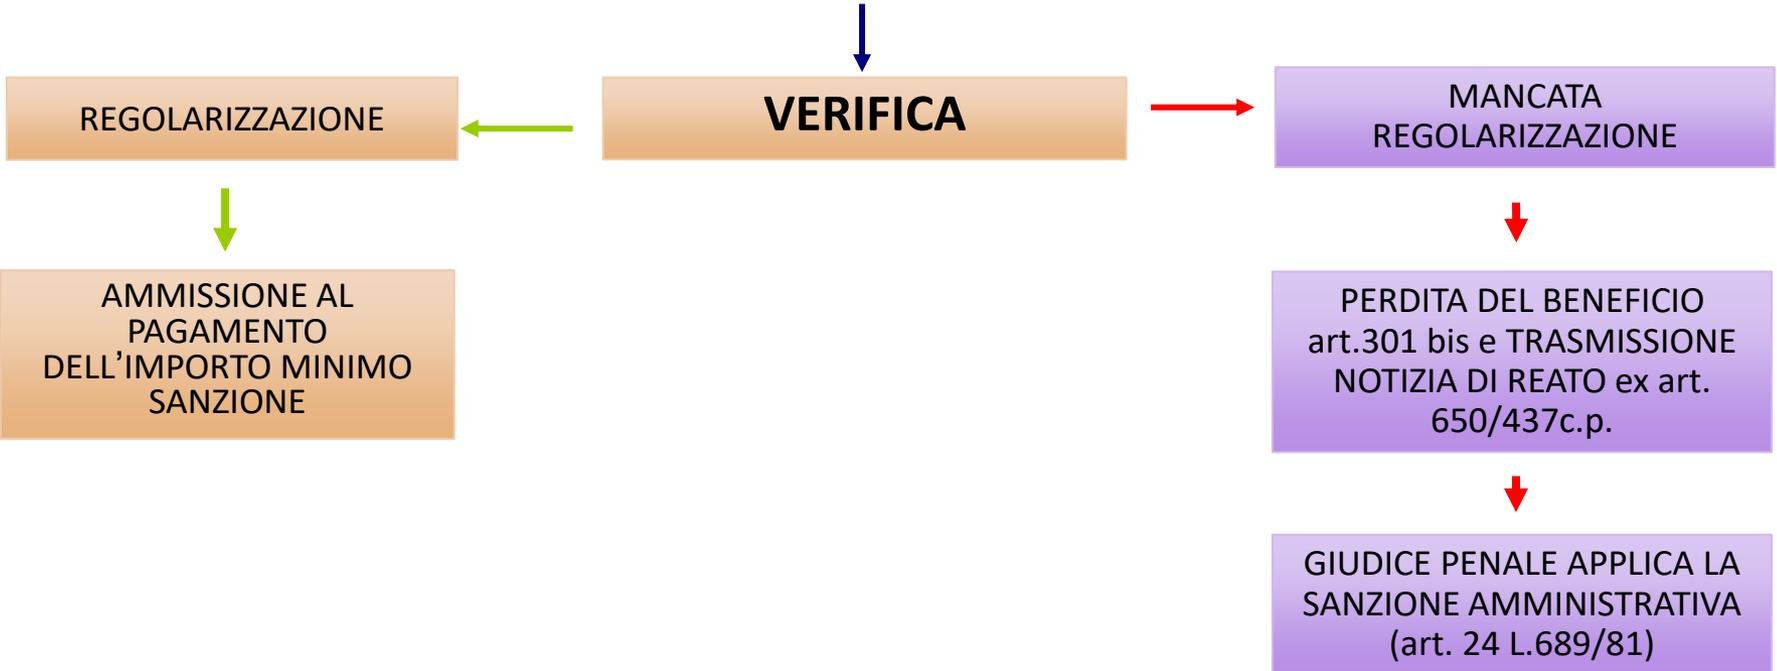 REGOLARIZZAZIONE
VERIFICA
MANCATA
REGOLARIZZAZIONE
AMMISSIONE AL
PAGAMENTO
DELL’IMPORTO MINIMO
SANZIONE
PERDITA DEL BENEFICIO
art.301 bis e TRASMISSIONE
NOTIZIA DI REATO ex art.
650/437c.p.
GIUDICE PENALE APPLICA LA
SANZIONE AMMINISTRATIVA
(art. 24 L.689/81)